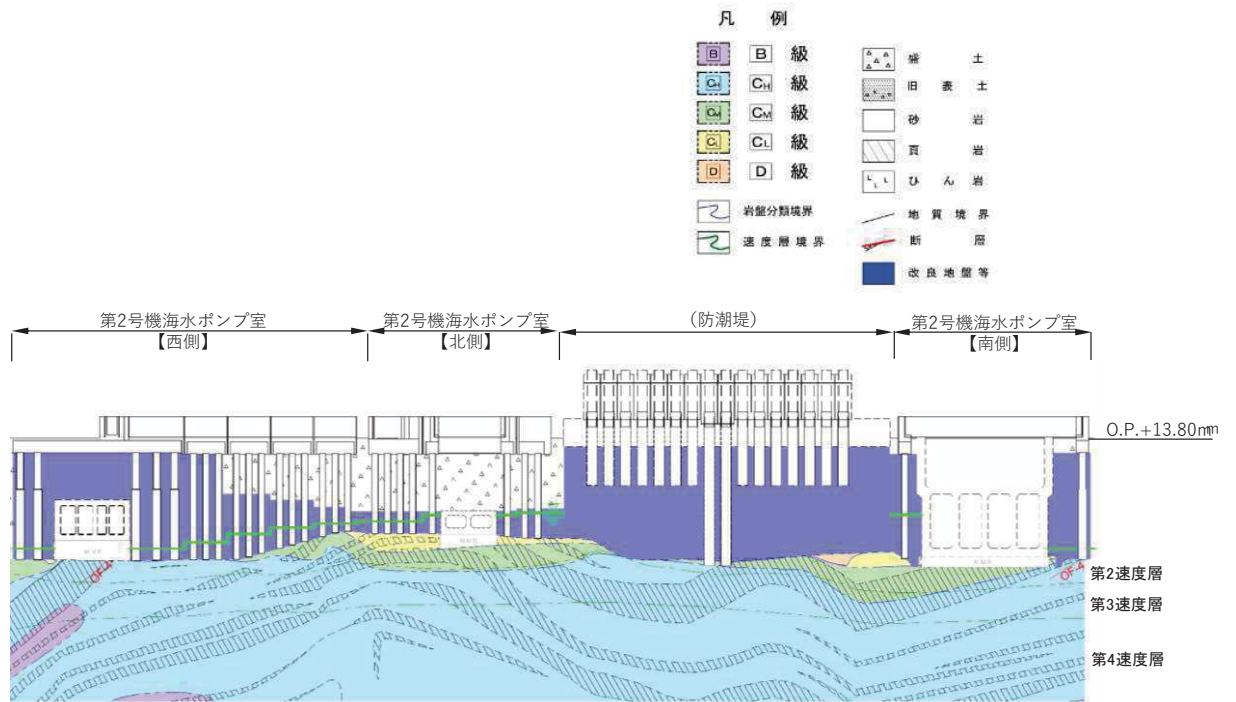 凡 例
B B 級
CH CH 級
CM CM 級
CL CL 級
D D 級
岩盤分類境界
速度層境界
盛 土
旧 表 土
砂 岩
頁 岩
ひ ん 岩
地 質 境 界
断 層
改 良 地 盤 等
第2号機海水ポンプ室
【西側】
第2号機海水ポンプ室
【北側】
(防潮堤)
第2号機海水ポンプ室
【南側】
O.P.+13.80m
OF-4
OF-4
第2速度層
第3速度層
第4速度層